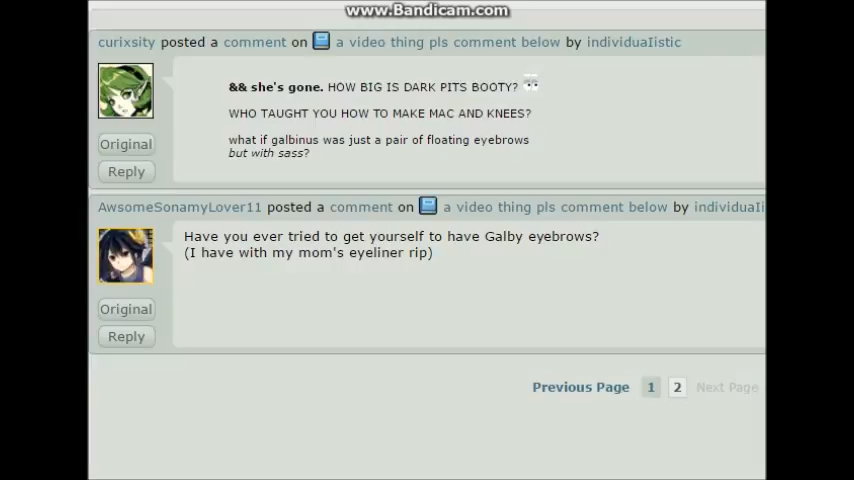 www.Bandicam.com
curixsity posted a comment on a video thing pls comment below by individuaIistic
&& she's gone. HOW BIG IS DARK PITS BOOTY?
WHO TAUGHT YOU HOW TO MAKE MAC AND KNEES?
what if galbinus was just a pair of floating eyebrows
but with sass?
Original
Reply
AwsomeSonamyLover11 posted a comment on a video thing pls comment below by individuaIi
Have you ever tried to get yourself to have Galby eyebrows?
(I have with my mom's eyeliner rip)
Original
Reply
Previous Page 1 2 Next Page